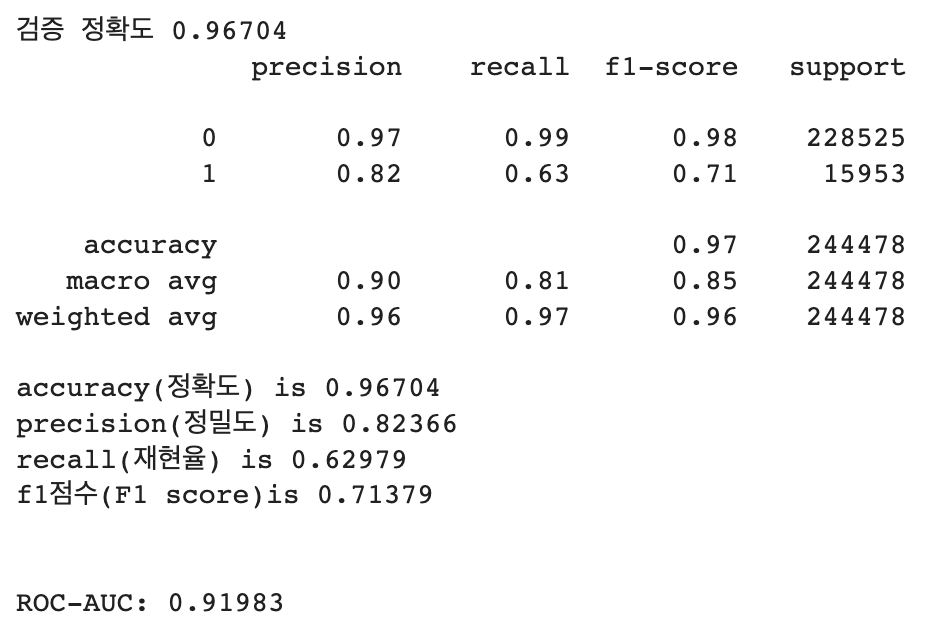 검증 정확도 0.96704
precision recall f1-score support
0 0.97 0.99 0.98 228525
1 0.82 0.63 0.71 15953
accuracy 0.97 244478
macro avg 0.90 0.81 0.85 244478
weighted avg 0.96 0.97 0.96 244478
accuracy(정확도) is 0.96704
precision(정밀도) is 0.82366
recall(재현율) is 0.62979
f1점수(F1 score)is 0.71379
ROC-AUC: 0.91983